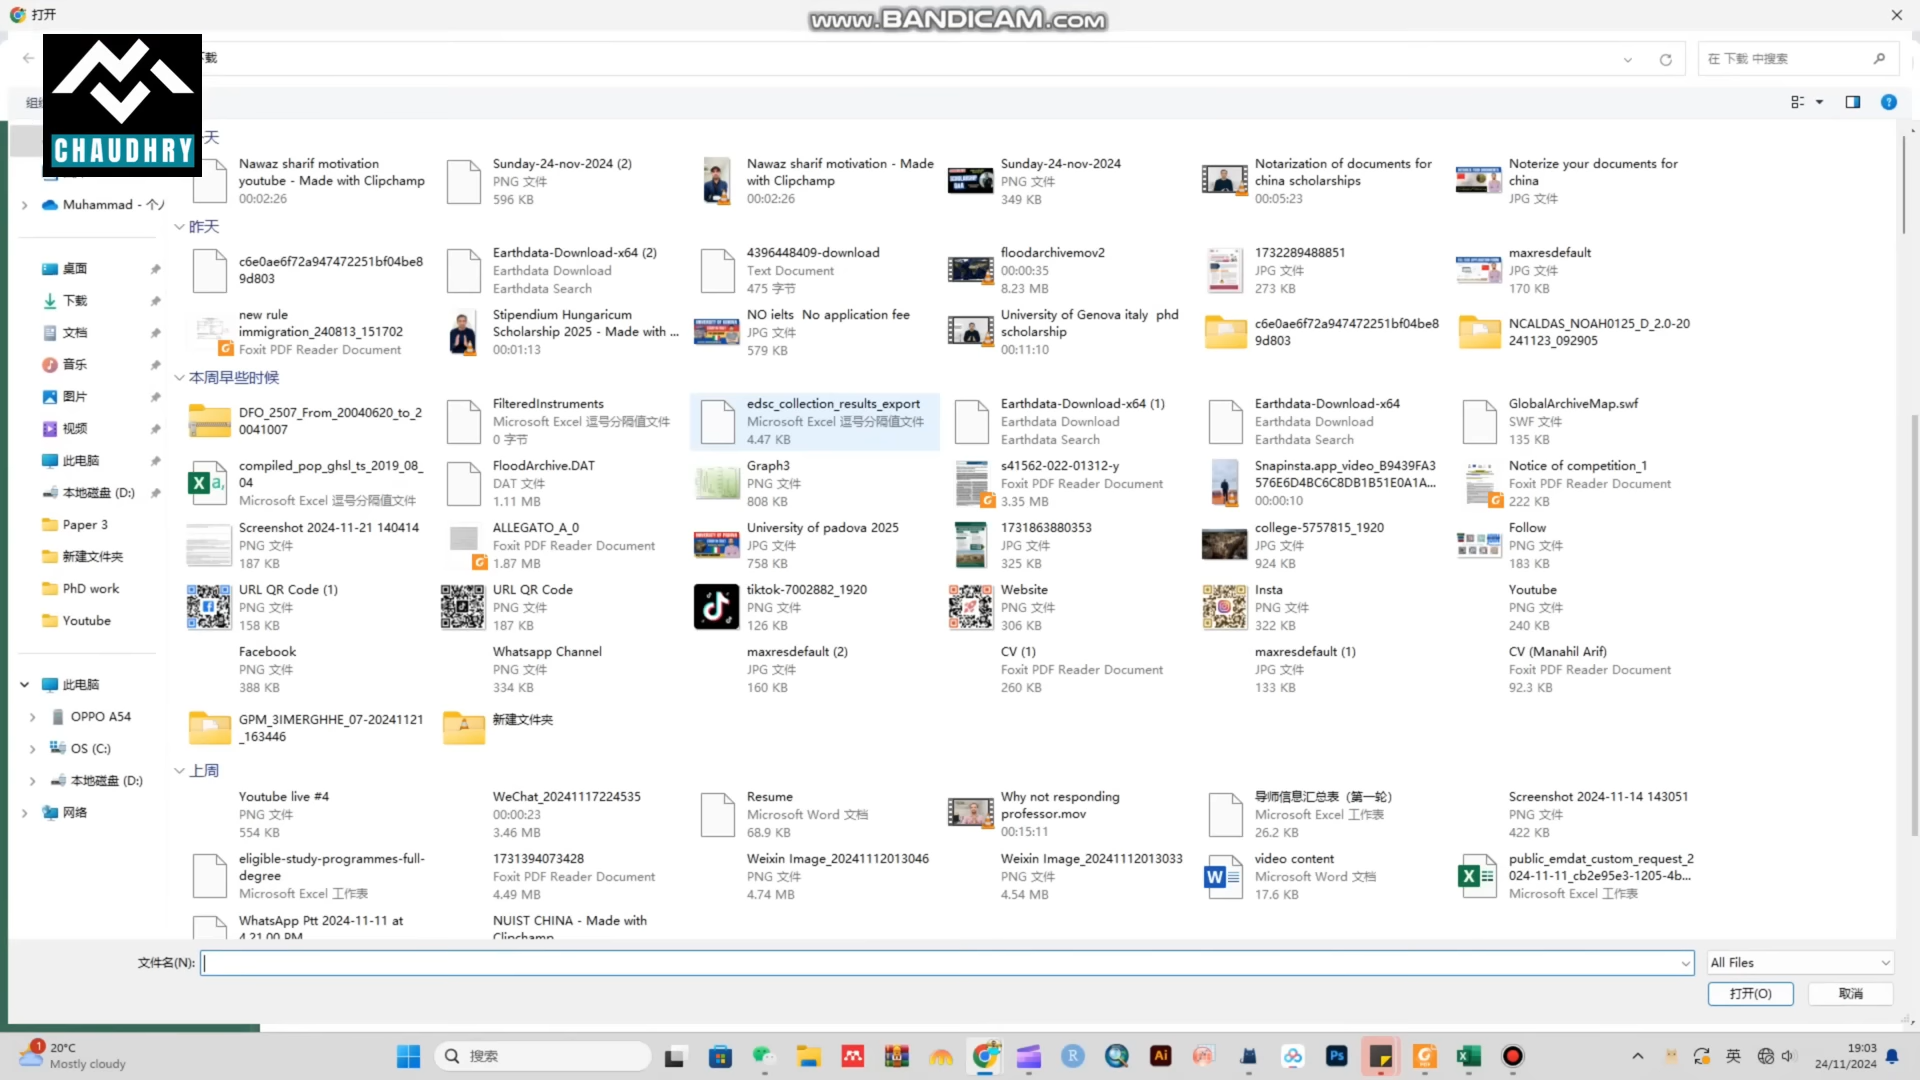 打开
www.BANDICAM.com
下载
在 下载 中搜索
CHAUDHRY
天
Nawaz sharif motivation
youtube - Made with Clipchamp
00:02:26
Sunday-24-nov-2024 (2)
PNG 文件
596 KB
Nawaz sharif motivation - Made
with Clipchamp
00:02:26
Sunday-24-nov-2024
PNG 文件
349 KB
Notarization of documents for
china scholarships
00:05:23
Noterize your documents for
china
JPG 文件
昨天
c6e0ae6f72a947472251bf04be8
9d803
Earthdata-Download-x64 (2)
Earthdata Download
Earthdata Search
4396448409-download
Text Document
475 字节
floodarchivemov2
00:00:35
8.23 MB
1732289488851
JPG 文件
273 KB
maxresdefault
JPG 文件
170 KB
new rule
immigration_240813_151702
Foxit PDF Reader Document
Stipendium Hungaricum
Scholarship 2025 - Made with ...
00:01:13
NO ielts  No application fee
JPG 文件
579 KB
University of Genova italy  phd
scholarship
00:11:10
c6e0ae6f72a947472251bf04be8
9d803
NCALDAS_NOAH0125_D_2.0-20
241123_092905
本周早些时候
DFO_2507_From_20040620_to_2
0041007
FilteredInstruments
Microsoft Excel 逗号分隔值文件
0 字节
edsc_collection_results_export
Microsoft Excel 逗号分隔值文件
4.47 KB
Earthdata-Download-x64 (1)
Earthdata Download
Earthdata Search
Earthdata-Download-x64
Earthdata Download
Earthdata Search
GlobalArchiveMap.swf
SWF 文件
135 KB
compiled_pop_ghsl_ts_2019_08_
04
Microsoft Excel 逗号分隔值文件
FloodArchive.DAT
DAT 文件
1.11 MB
Graph3
PNG 文件
808 KB
s41562-022-01312-y
Foxit PDF Reader Document
3.35 MB
Snapinsta.app_video_B9439FA3
576E6D4BC6C8DB1B51E0A1A...
00:00:10
Notice of competition_1
Foxit PDF Reader Document
222 KB
Screenshot 2024-11-21 140414
PNG 文件
187 KB
ALLEGATO_A_0
Foxit PDF Reader Document
1.87 MB
University of padova 2025
JPG 文件
758 KB
1731863880353
JPG 文件
325 KB
college-5757815_1920
JPG 文件
924 KB
Follow
PNG 文件
183 KB
URL QR Code (1)
PNG 文件
158 KB
URL QR Code
PNG 文件
187 KB
tiktok-7002882_1920
PNG 文件
126 KB
Website
PNG 文件
306 KB
Insta
PNG 文件
322 KB
Youtube
PNG 文件
240 KB
Facebook
PNG 文件
388 KB
Whatsapp Channel
PNG 文件
334 KB
maxresdefault (2)
JPG 文件
160 KB
CV (1)
Foxit PDF Reader Document
260 KB
maxresdefault (1)
JPG 文件
133 KB
CV (Manahil Arif)
Foxit PDF Reader Document
92.3 KB
GPM_3IMERGHHE_07-20241121
_163446
新建文件夹
上周
Youtube live #4
PNG 文件
554 KB
WeChat_20241117224535
00:00:23
3.46 MB
Resume
Microsoft Word 文档
68.9 KB
Why not responding
professor.mov
00:15:11
导师信息汇总表（第一轮）
Microsoft Excel 工作表
26.2 KB
Screenshot 2024-11-14 143051
PNG 文件
422 KB
eligible-study-programmes-full-
degree
Microsoft Excel 工作表
1731394073428
Foxit PDF Reader Document
4.49 MB
Weixin Image_20241112013046
PNG 文件
4.74 MB
Weixin Image_20241112013033
PNG 文件
4.54 MB
video content
Microsoft Word 文档
17.6 KB
public_emdat_custom_request_2
024-11-11_cb2e95e3-1205-4b...
Microsoft Excel 工作表
WhatsApp Ptt 2024-11-11 at
4.21.00 PM
NUIST CHINA - Made with
Clipchamp
Muhammad - 个人
桌面
下载
文档
音乐
图片
视频
此电脑
本地磁盘 (D:)
Paper 3
新建文件夹
PhD work
Youtube
此电脑
OPPO A54
OS (C:)
本地磁盘 (D:)
网络
文件名(N):
All Files
打开(O)
取消
1
20°C
Mostly cloudy
搜索
R
Ai
Ps
英
19:03
24/11/2024